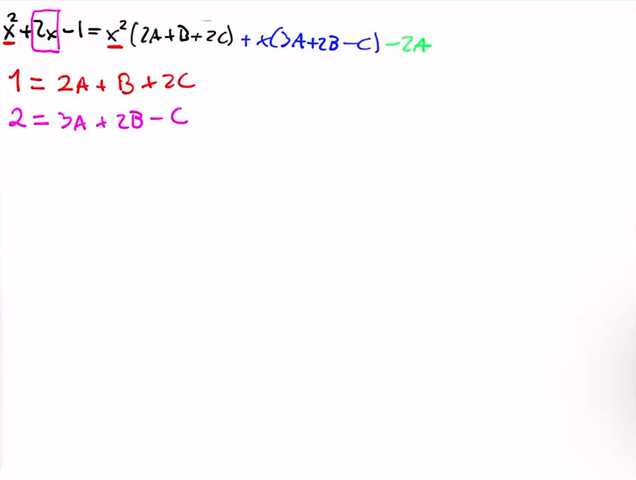 x² + 2x - 1 = x² (2A + B + 2C) + x(3A + 2B - C) - 2A
1 = 2A + B + 2C
2 = 3A + 2B - C